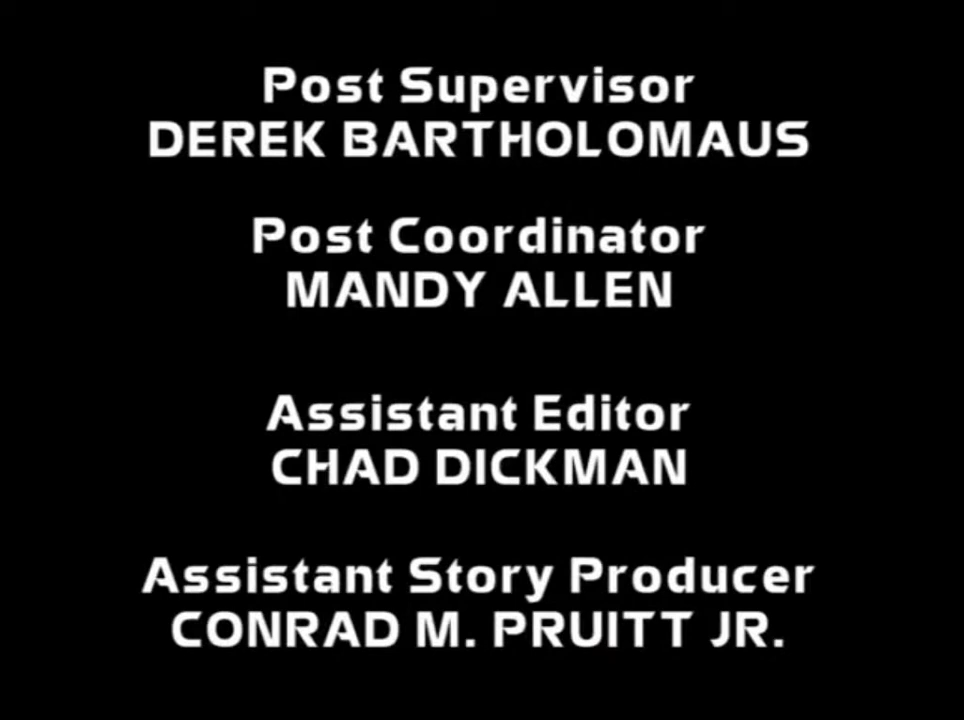 Post Supervisor
DEREK BARTHOLOMAUS
Post Coordinator
MANDY ALLEN
Assistant Editor
CHAD DICKMAN
Assistant Story Producer
CONRAD M. PRUITT JR.